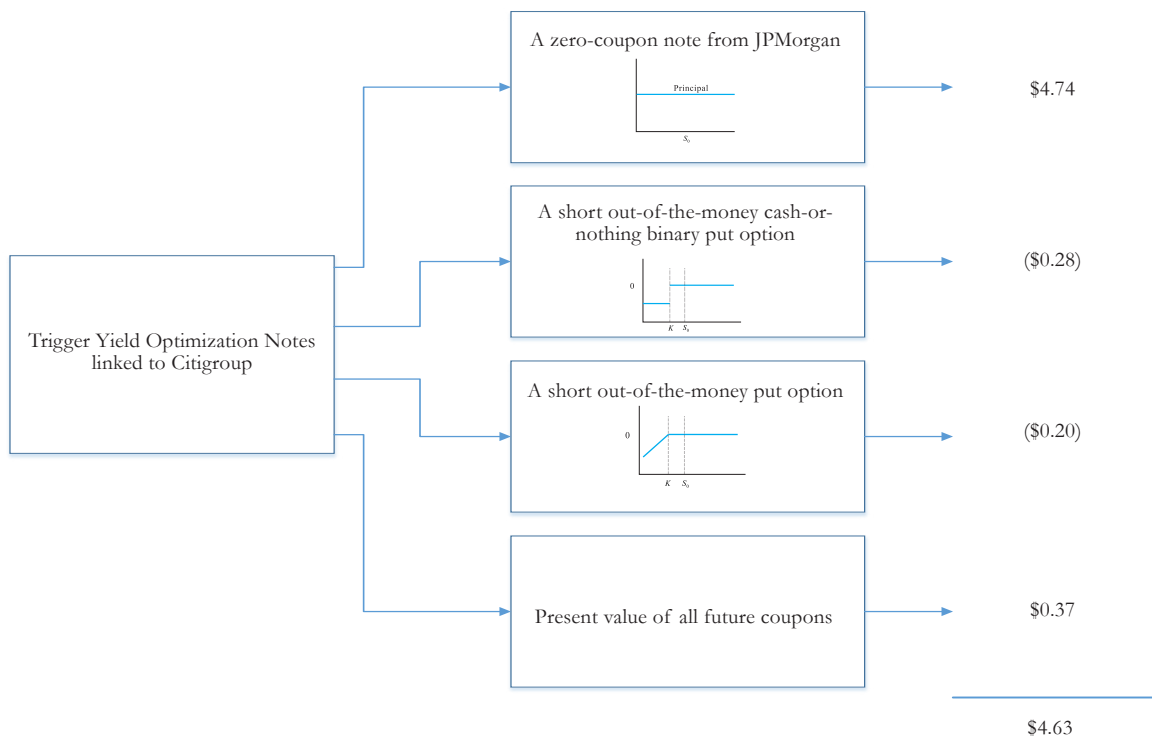 A zero-coupon note from JPMorgan
Principal
S₀
$4.74
A short out-of-the-money cash-or-
nothing binary put option
0
K S₀
($0.28)
Trigger Yield Optimization Notes
linked to Citigroup
A short out-of-the-money put option
0
K S₀
($0.20)
Present value of all future coupons
$0.37
$4.63